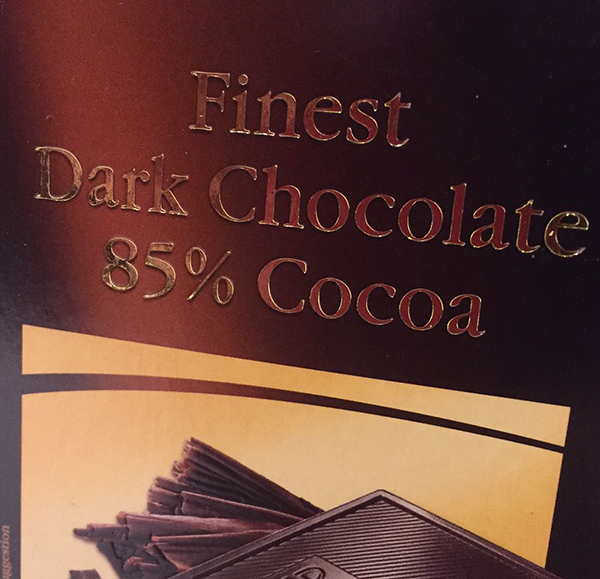 Finest
Dark Chocolate
85% Cocoa